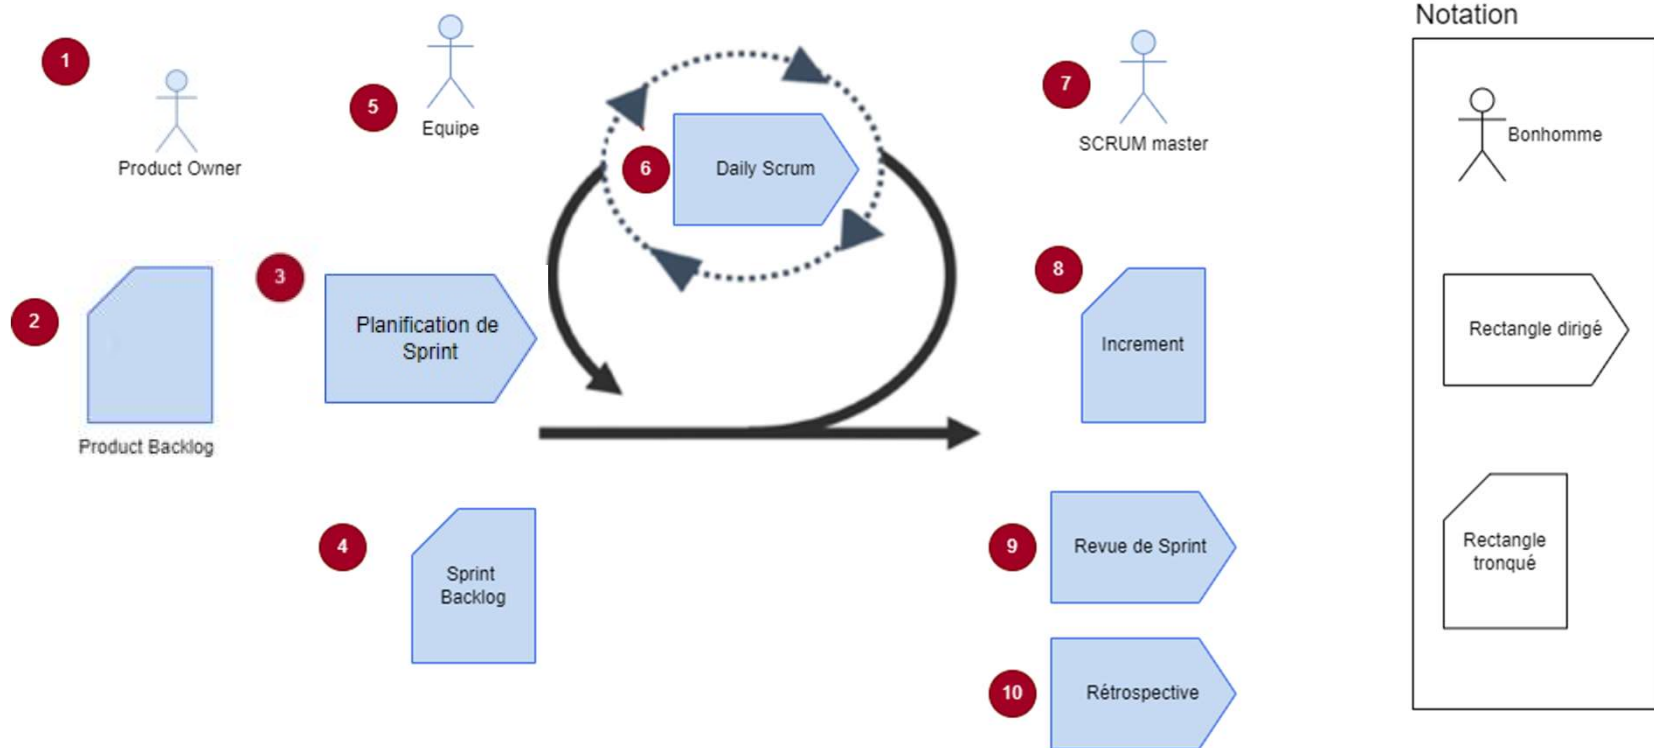 Notation
1
Product Owner
5
Equipe
6
Daily Scrum
7
SCRUM master
Bonhomme
2
Product Backlog
3
Planification de
Sprint
8
Increment
Rectangle dirigé
4
Sprint
Backlog
9
Revue de Sprint
Rectangle
tronqué
10
Rétrospective